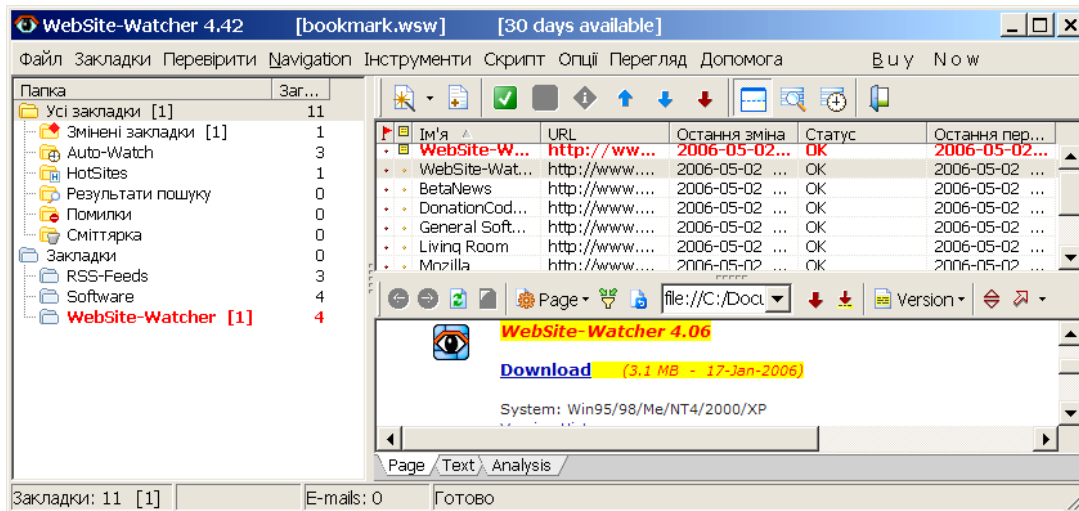 WebSite-Watcher 4.42 [bookmark.wsw] [30 days available]
Файл Закладки Перевірити Navigation Інструменти Скрипт Опції Перегляд Допомога Buy Now
Папка Заг...
Усі закладки [1] 11
Змінені закладки [1] 1
Auto-Watch 3
HotSites 1
Результати пошуку 0
Помилки 0
Сміттярка 0
Закладки 0
RSS-Feeds 3
Software 4
WebSite-Watcher [1] 4
Ім'я URL Остання зміна Статус Остання пер...
WebSite-W... http://ww... 2006-05-02... OK 2006-05-02...
WebSite-Wat... http://www.... 2006-05-02 ... OK 2006-05-02 ...
BetaNews http://www.... 2006-05-02 ... OK 2006-05-02 ...
DonationCod... http://www.... 2006-05-02 ... OK 2006-05-02 ...
General Soft... http://www.... 2006-05-02 ... OK 2006-05-02 ...
Living Room http://www.... 2006-05-02 ... OK 2006-05-02 ...
Mozilla http://www.... 2006-05-02 ... OK 2006-05-02 ...
Page file://C:/Docu Version
WebSite-Watcher 4.06
Download (3.1 MB - 17-Jan-2006)
System: Win95/98/Me/NT4/2000/XP
Page Text Analysis
Закладки: 11 [1] E-mails: 0 Готово